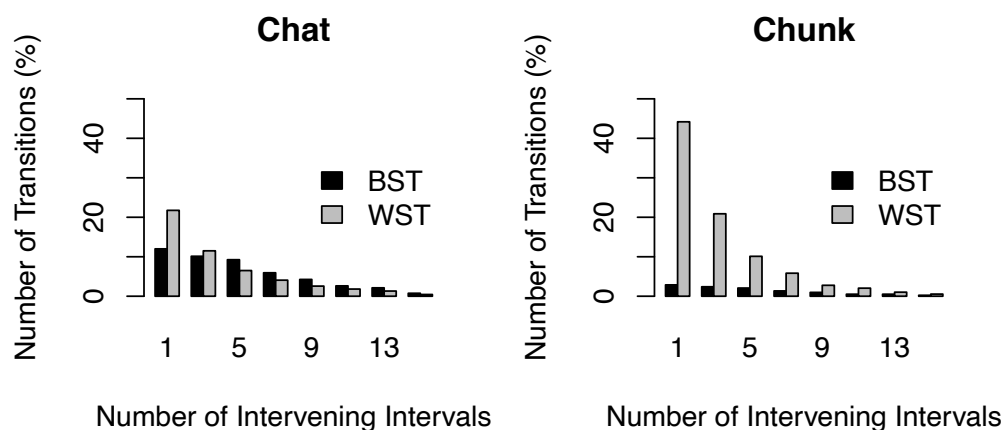 Chat
Number of Transitions (%)
40
20
0
BST
WST
1 5 9 13
Number of Intervening Intervals
Chunk
Number of Transitions (%)
40
20
0
BST
WST
1 5 9 13
Number of Intervening Intervals